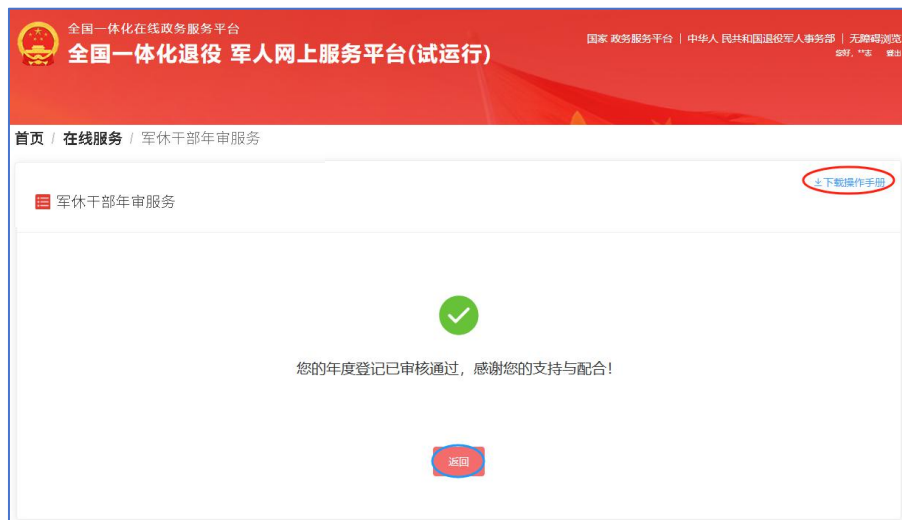 全国一体化在线政务服务平台
全国一体化退役 军人网上服务平台(试运行)
国家 政务服务平台 | 中华人 民共和国退役军人事务部 | 无障碍浏览
您好, **志 登出
首页 / 在线服务 / 军休干部年审服务
下载操作手册
军休干部年审服务
您的年度登记已审核通过，感谢您的支持与配合！
返回